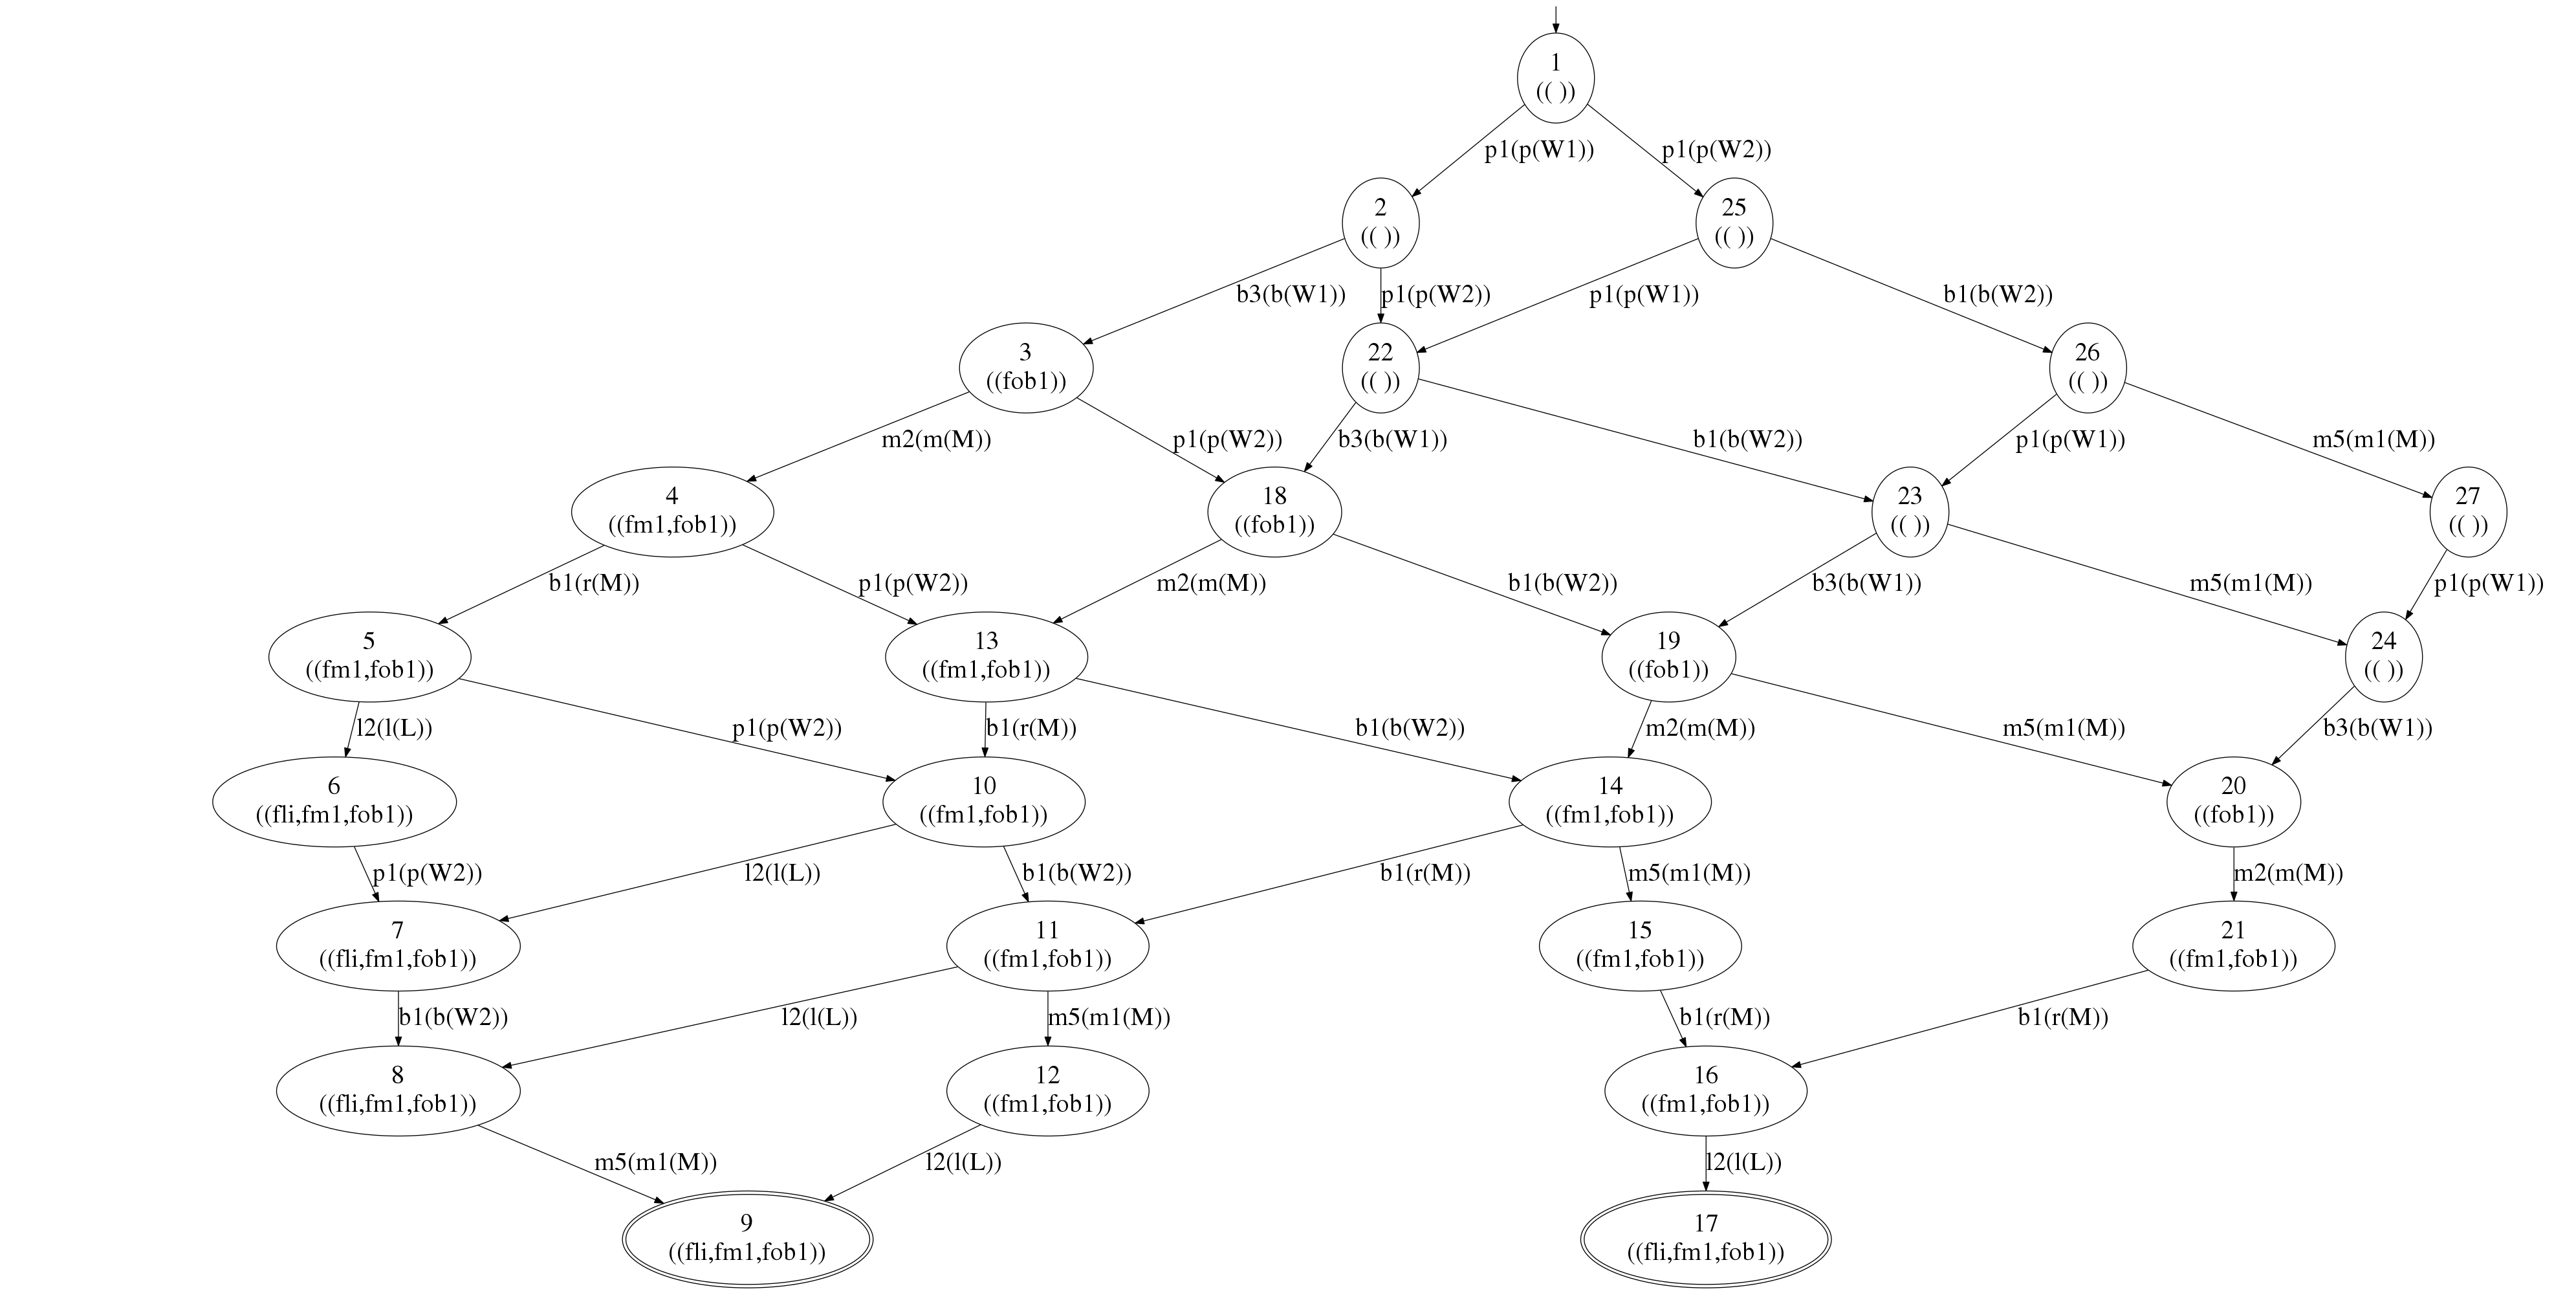 1
(( ))
p1(p(W1))
p1(p(W2))
2
(( ))
25
(( ))
b3(b(W1))
p1(p(W2))
p1(p(W1))
b1(b(W2))
3
((fob1))
22
(( ))
26
(( ))
m2(m(M))
p1(p(W2))
b3(b(W1))
b1(b(W2))
p1(p(W1))
m5(m1(M))
4
((fm1,fob1))
18
((fob1))
23
(( ))
27
(( ))
b1(r(M))
p1(p(W2))
m2(m(M))
b1(b(W2))
b3(b(W1))
m5(m1(M))
p1(p(W1))
5
((fm1,fob1))
13
((fm1,fob1))
19
((fob1))
24
(( ))
l2(l(L))
p1(p(W2))
b1(r(M))
b1(b(W2))
m2(m(M))
m5(m1(M))
b3(b(W1))
6
((fli,fm1,fob1))
10
((fm1,fob1))
14
((fm1,fob1))
20
((fob1))
p1(p(W2))
l2(l(L))
b1(b(W2))
b1(r(M))
m5(m1(M))
m2(m(M))
7
((fli,fm1,fob1))
11
((fm1,fob1))
15
((fm1,fob1))
21
((fm1,fob1))
b1(b(W2))
l2(l(L))
m5(m1(M))
b1(r(M))
b1(r(M))
8
((fli,fm1,fob1))
12
((fm1,fob1))
16
((fm1,fob1))
m5(m1(M))
l2(l(L))
l2(l(L))
9
((fli,fm1,fob1))
17
((fli,fm1,fob1))